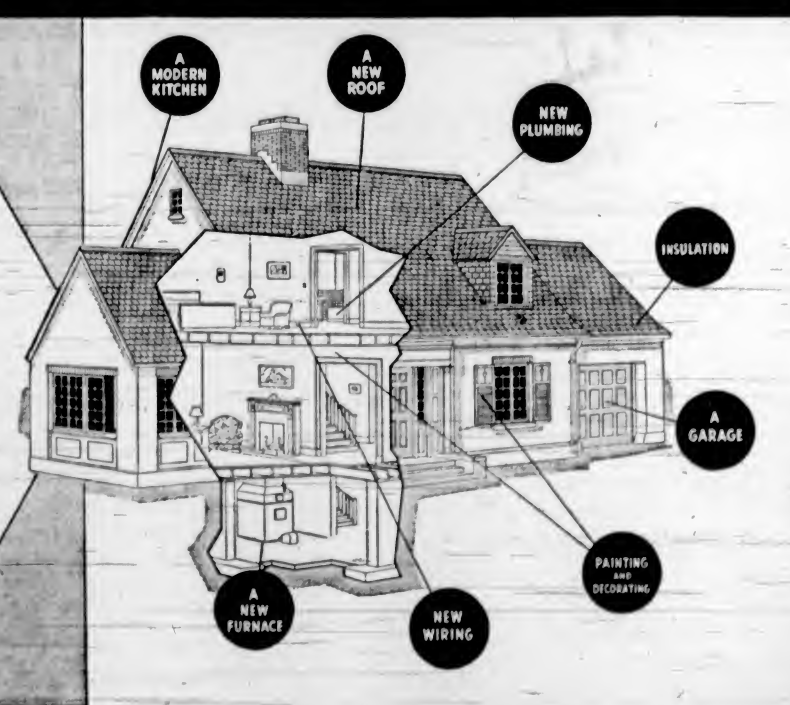 A
MODERN
KITCHEN
A
NEW
ROOF
NEW
PLUMBING
INSULATION
A
GARAGE
PAINTING
AND
DECORATING
NEW
WIRING
A
NEW
FURNACE